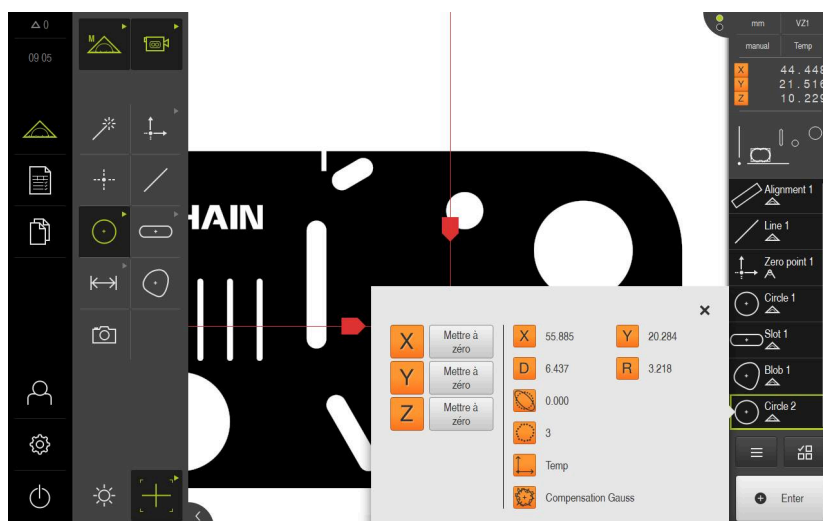 0
09 05
M
HAIN
mm VZ1
manual Temp
X 44.448
Y 21.516
Z 10.229
Alignment 1
Line 1
Zero point 1
Circle 1
Slot 1
Blob 1
Circle 2
Enter
X Mettre à zéro
Y Mettre à zéro
Z Mettre à zéro
X 55.885 Y 20.284
D 6.437 R 3.218
0.000
3
Temp
Compensation Gauss